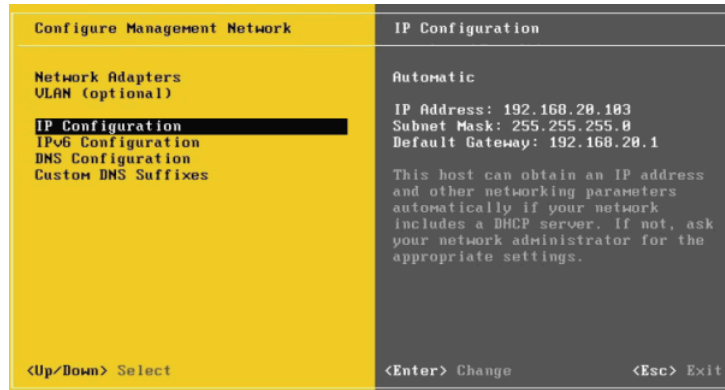 Configure Management Network
Network Adapters
VLAN (optional)
IP Configuration
IPv6 Configuration
DNS Configuration
Custom DNS Suffixes
<Up/Down> Select
IP Configuration
Automatic
IP Address: 192.168.20.103
Subnet Mask: 255.255.255.0
Default Gateway: 192.168.20.1
This host can obtain an IP address
and other networking parameters
automatically if your network
includes a DHCP server. If not, ask
your network administrator for the
appropriate settings.
<Enter> Change <Esc> Exit